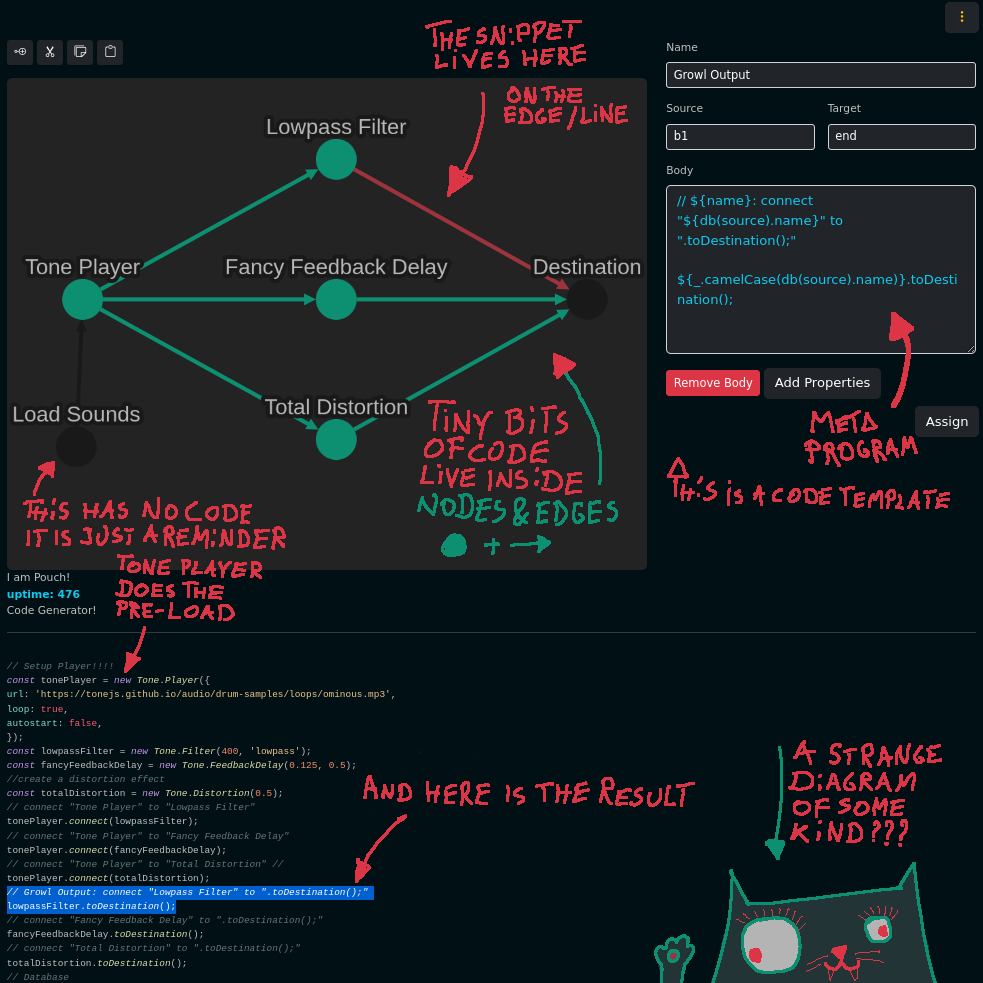 THE SNiPPET
LiVES HERE
ON THE
EDGE/LiNE
Name
Growl Output
Source
Target
b1
end
Body
// ${name}: connect
"${db(source).name}" to
".toDestination();"
${_.camelCase(db(source).name)}.toDesti
nation();
Remove Body
Add Properties
Assign
META
PROGRAM
THiS iS A CODE TEMPLATE
Lowpass Filter
Tone Player
Fancy Feedback Delay
Destination
Load Sounds
Total Distortion
TiNY BiTS
OF CODE
LiVE INSiDE
NODES & EDGES
+
THiS HAS NO CODE
iT IS JUST A REMiNDER
I am Pouch!
uptime: 476
Code Generator!
TONE PLAYER
DOES THE
PRE-LOAD
// Setup Player!!!!
const tonePlayer = new Tone.Player({
url: 'https://tonejs.github.io/audio/drum-samples/loops/ominous.mp3',
loop: true,
autostart: false,
});
const lowpassFilter = new Tone.Filter(400, 'lowpass');
const fancyFeedbackDelay = new Tone.FeedbackDelay(0.125, 0.5);
//create a distortion effect
const totalDistortion = new Tone.Distortion(0.5);
// connect "Tone Player" to "Lowpass Filter"
tonePlayer.connect(lowpassFilter);
// connect "Tone Player" to "Fancy Feedback Delay"
tonePlayer.connect(fancyFeedbackDelay);
// connect "Tone Player" to "Total Distortion" //
tonePlayer.connect(totalDistortion);
// Growl Output: connect "Lowpass Filter" to ".toDestination();"
lowpassFilter.toDestination();
// connect "Fancy Feedback Delay" to ".toDestination();"
fancyFeedbackDelay.toDestination();
// connect "Total Distortion" to ".toDestination();"
totalDistortion.toDestination();
// Database
AND HERE IS THE RESULT
A STRANGE
DiAGRAM
OF SOME
KiND???